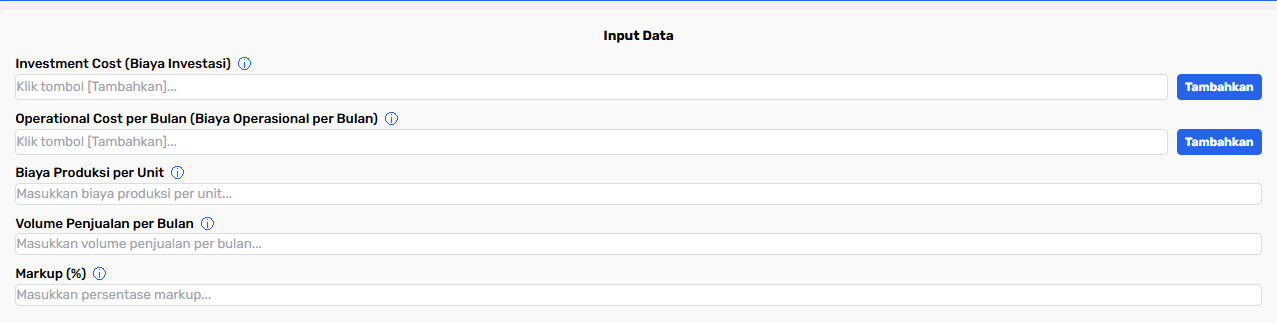 Input Data
Investment Cost (Biaya Investasi)
Klik tombol [Tambahkan]... Tambahkan
Operational Cost per Bulan (Biaya Operasional per Bulan)
Klik tombol [Tambahkan]... Tambahkan
Biaya Produksi per Unit
Masukkan biaya produksi per unit...
Volume Penjualan per Bulan
Masukkan volume penjualan per bulan...
Markup (%)
Masukkan persentase markup...